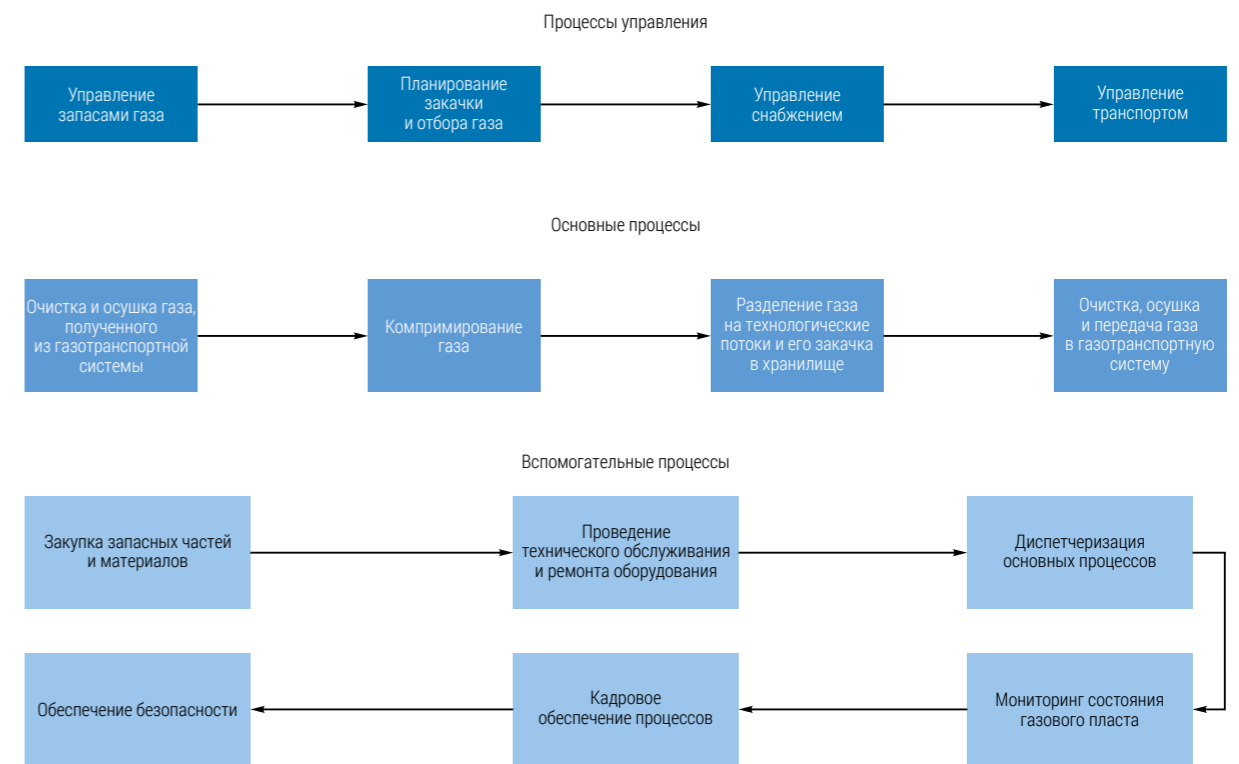 Процессы управления
Управление
запасами газа
Планирование
закачки
и отбора газа
Управление
снабжением
Управление
транспортом
Основные процессы
Очистка и осушка газа,
полученного
из газотранспортной
системы
Компримирование
газа
Разделение газа
на технологические
потоки и его закачка
в хранилище
Очистка, осушка
и передача газа
в газотранспортную
систему
Вспомогательные процессы
Закупка запасных частей
и материалов
Проведение
технического обслуживания
и ремонта оборудования
Диспетчеризация
основных процессов
Обеспечение безопасности
Кадровое
обеспечение процессов
Мониторинг состояния
газового пласта